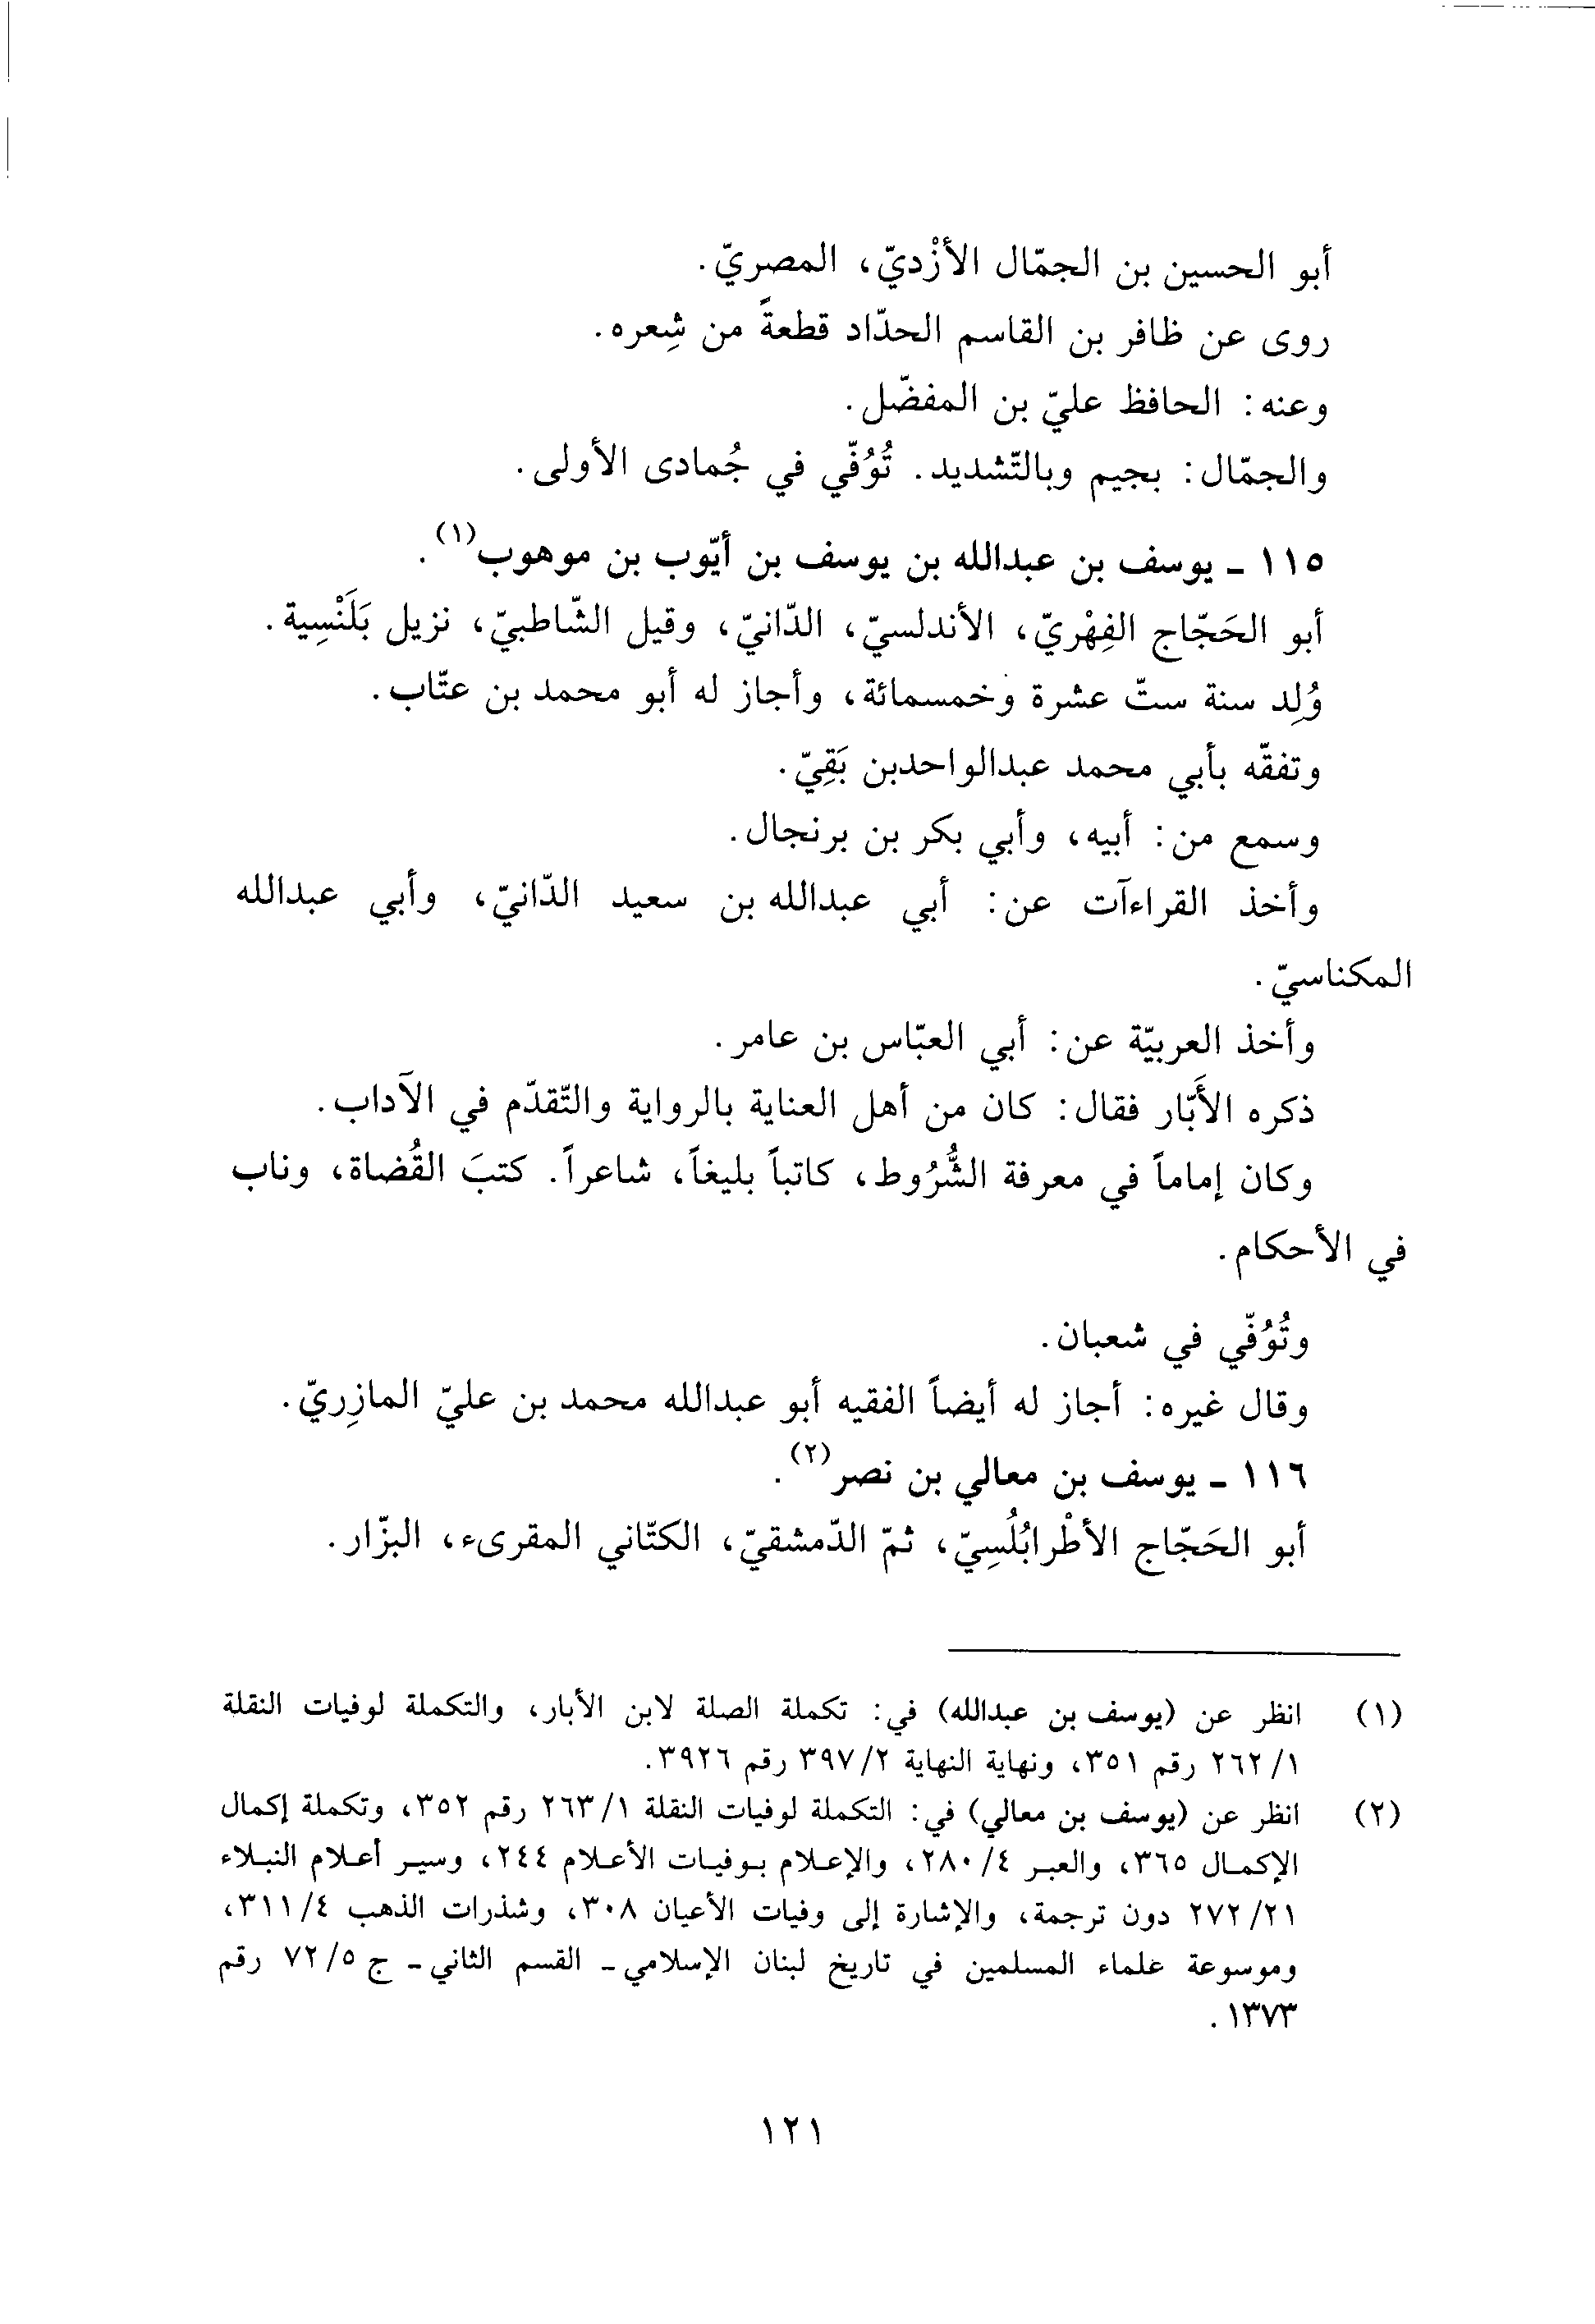 أبو الحسين بن الجمّال الأزْديّ، المصريّ.
روى عن ظافر بن القاسم الحدّاد قطعةً من شِعره.
وعنه: الحافظ عليّ بن المفضّل.
والجمّال: بجيم وبالتّشديد. تُوُفّي في جُمادى الأولى.
١١٥ ـ يوسف بن عبدالله بن يوسف بن أيّوب بن موهوب(١).
أبو الحَجّاج الفِهْريّ، الأندلسيّ، الدّانيّ، وقيل الشّاطبيّ، نزيل بَلَنْسِية.
وُلِد سنة ستّ عشرة وخمسمائة، وأجاز له أبو محمد بن عتّاب.
وتفقّه بأبي محمد عبدالواحدبن بَقِيّ.
وسمع من: أبيه، وأبي بكر بن برنجال.
وأخذ القراءآت عن: أبي عبدالله بن سعيد الدّانيّ، وأبي عبدالله
المكناسيّ.
وأخذ العربيّة عن: أبي العبّاس بن عامر.
ذكره الأَبّار فقال: كان من أهل العناية بالرواية والتّقدّم في الآداب.
وكان إماماً في معرفة الشُّرُوط، كاتباً بليغاً، شاعراً. كتبَ القُضاة، وناب
في الأحكام.
وتُوُفّي في شعبان.
وقال غيره: أجاز له أيضاً الفقيه أبو عبدالله محمد بن عليّ المازِريّ.
١١٦ ـ يوسف بن معالي بن نصر(٢).
أبو الحَجّاج الأطْرابُلُسِيّ، ثمّ الدّمشقيّ، الكتّاني المقرىء، البزّار.
(١) انظر عن (يوسف بن عبدالله) في: تكملة الصلة لابن الأبار، والتكملة لوفيات النقلة
١/ ٢٦٢ رقم ٣٥١، ونهاية النهاية ٢/ ٣٩٧ رقم ٣٩٢٦.
(٢) انظر عن (يوسف بن معالي) في: التكملة لوفيات النقلة ١/ ٢٦٣ رقم ٣٥٢، وتكملة إكمال
الإكمال ٣٦٥، والعبر ٤/ ٢٨٠، والإعلام بوفيات الأعلام ٢٤٤، وسير أعلام النبلاء
٢١/ ٢٧٢ دون ترجمة، والإشارة إلى وفيات الأعيان ٣٠٨، وشذرات الذهب ٤/ ٣١١،
وموسوعة علماء المسلمين في تاريخ لبنان الإسلامي ـ القسم الثاني ـ ج ٥/ ٧٢ رقم
١٣٧٣.
١٢١